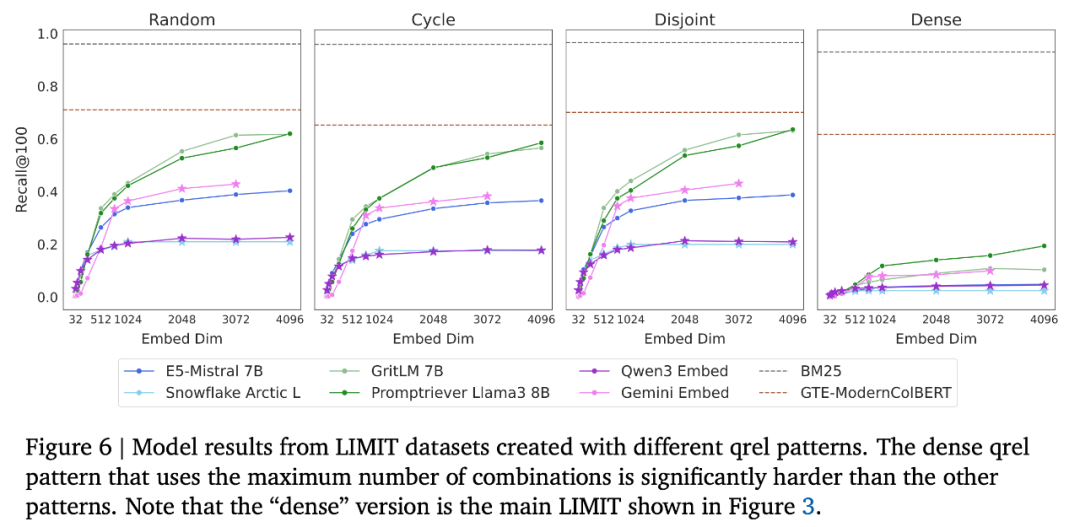 Random
Cycle
Disjoint
Dense
Recall@100
1.0
0.8
0.6
0.4
0.2
0.0
32 512 1024 2048 3072 4096
32 512 1024 2048 3072 4096
32 512 1024 2048 3072 4096
32 512 1024 2048 3072 4096
Embed Dim
Embed Dim
Embed Dim
Embed Dim
E5-Mistral 7B
GritLM 7B
Qwen3 Embed
BM25
Snowflake Arctic L
Promptriever Llama3 8B
Gemini Embed
GTE-ModernColBERT
Figure 6 | Model results from LIMIT datasets created with different qrel patterns. The dense qrel
pattern that uses the maximum number of combinations is significantly harder than the other
patterns. Note that the “dense” version is the main LIMIT shown in Figure 3.